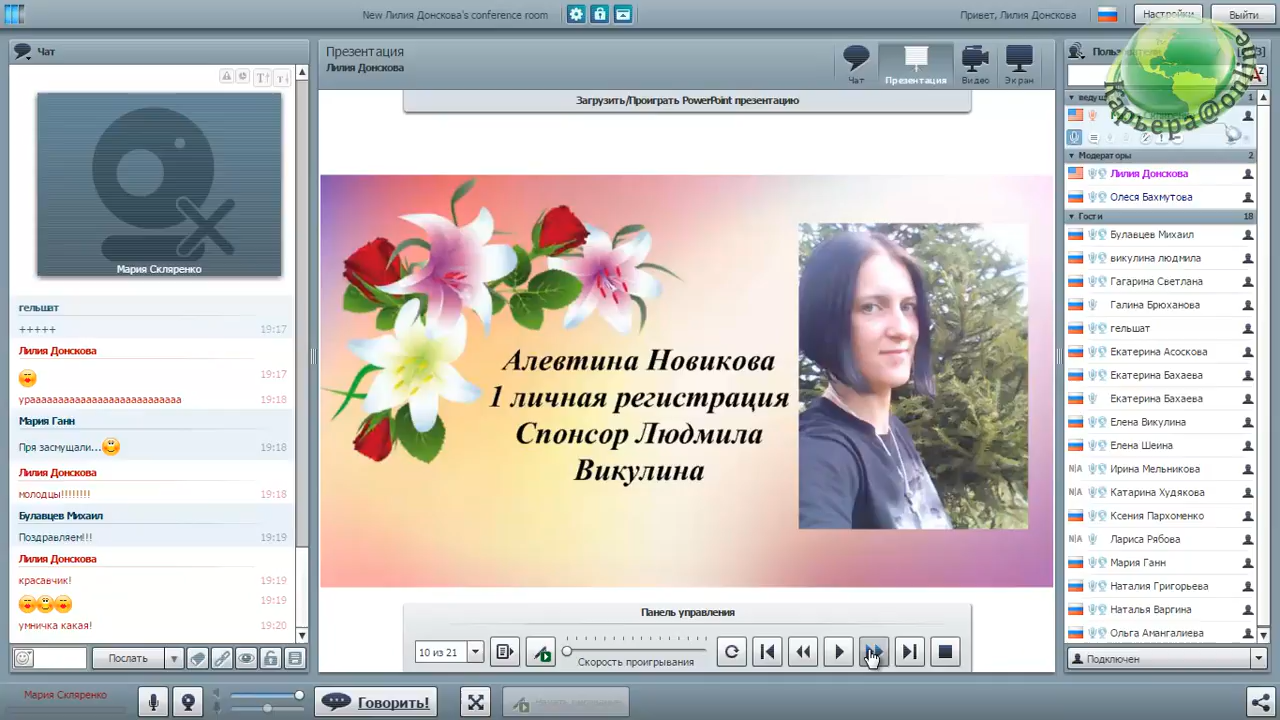 New Лилия Донскова's conference room
Привет, Лилия Донскова
Настройки
Выйти
Чат
Мария Скляренко
гельшат
+++++ 19:17
Лилия Донскова
19:17
урааааааааааааааааааааааааааа 19:18
Мария Ганн
Пря засмущали... 19:18
Лилия Донскова
молодцы!!!!!!!! 19:18
Булавцев Михаил
Поздравляем!!! 19:19
Лилия Донскова
красавчик! 19:19
19:19
умничка какая! 19:20
Послать
Презентация
Лилия Донскова
Чат
Презентация
Видео
Экран
Загрузить/Проиграть PowerPoint презентацию
Алевтина Новикова
1 личная регистрация
Спонсор Людмила
Викулина
Панель управления
10 из 21
Скорость проигрывания
карьера@online
Модераторы 2
Лилия Донскова
Олеся Бахмутова
Гости 18
Булавцев Михаил
викулина людмила
Гагарина Светлана
Галина Брюханова
гельшат
Екатерина Асоскова
Екатерина Бахаева
Екатерина Бахаева
Елена Викулина
Елена Шеина
N/A Ирина Мельникова
N/A Катарина Худякова
Ксения Пархоменко
N/A Лариса Рябова
Мария Ганн
Наталия Григорьева
Наталья Варгина
Ольга Амангалиева
Подключен
Мария Скляренко
Говорить!